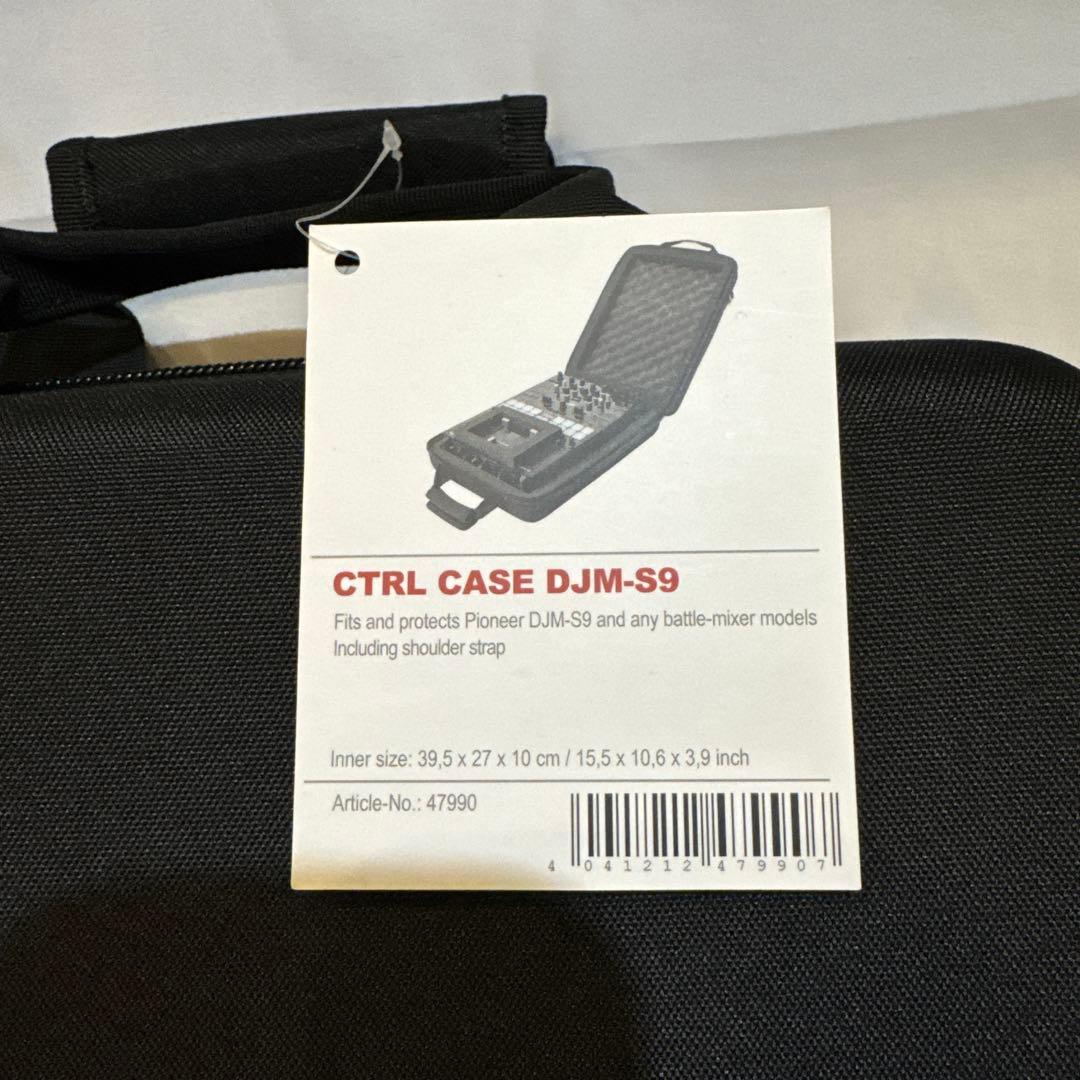 CTRL CASE DJM-S9
Fits and protects Pioneer DJM-S9 and any battle-mixer models
Including shoulder strap
Inner size: 39,5 x 27 x 10 cm / 15,5 x 10,6 x 3,9 inch
Article-No.: 47990
4 041212 479907